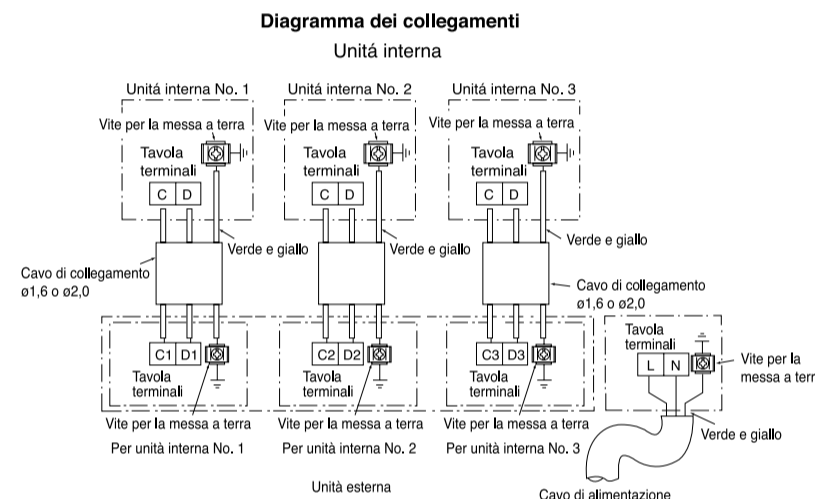 Diagramma dei collegamenti
Unitá interna
Unitá interna No. 1
Unitá interna No. 2
Unitá interna No. 3
Vite per la messa a terra
Vite per la messa a terra
Vite per la messa a terra
Tavola
terminali
Tavola
terminali
Tavola
terminali
C D
C D
C D
Verde e giallo
Verde e giallo
Verde e giallo
Cavo di collegamento
ø1,6 o ø2,0
Cavo di collegamento
ø1,6 o ø2,0
C1 D1
C2 D2
C3 D3
Tavola
terminali
Tavola
terminali
Tavola
terminali
Tavola
terminali
L N
Vite per la
messa a terr
Vite per la messa a terra
Vite per la messa a terra
Vite per la messa a terra
Verde e giallo
Per unità interna No. 1
Per unità interna No. 2
Per unità interna No. 3
Unità esterna
Cavo di alimentazione